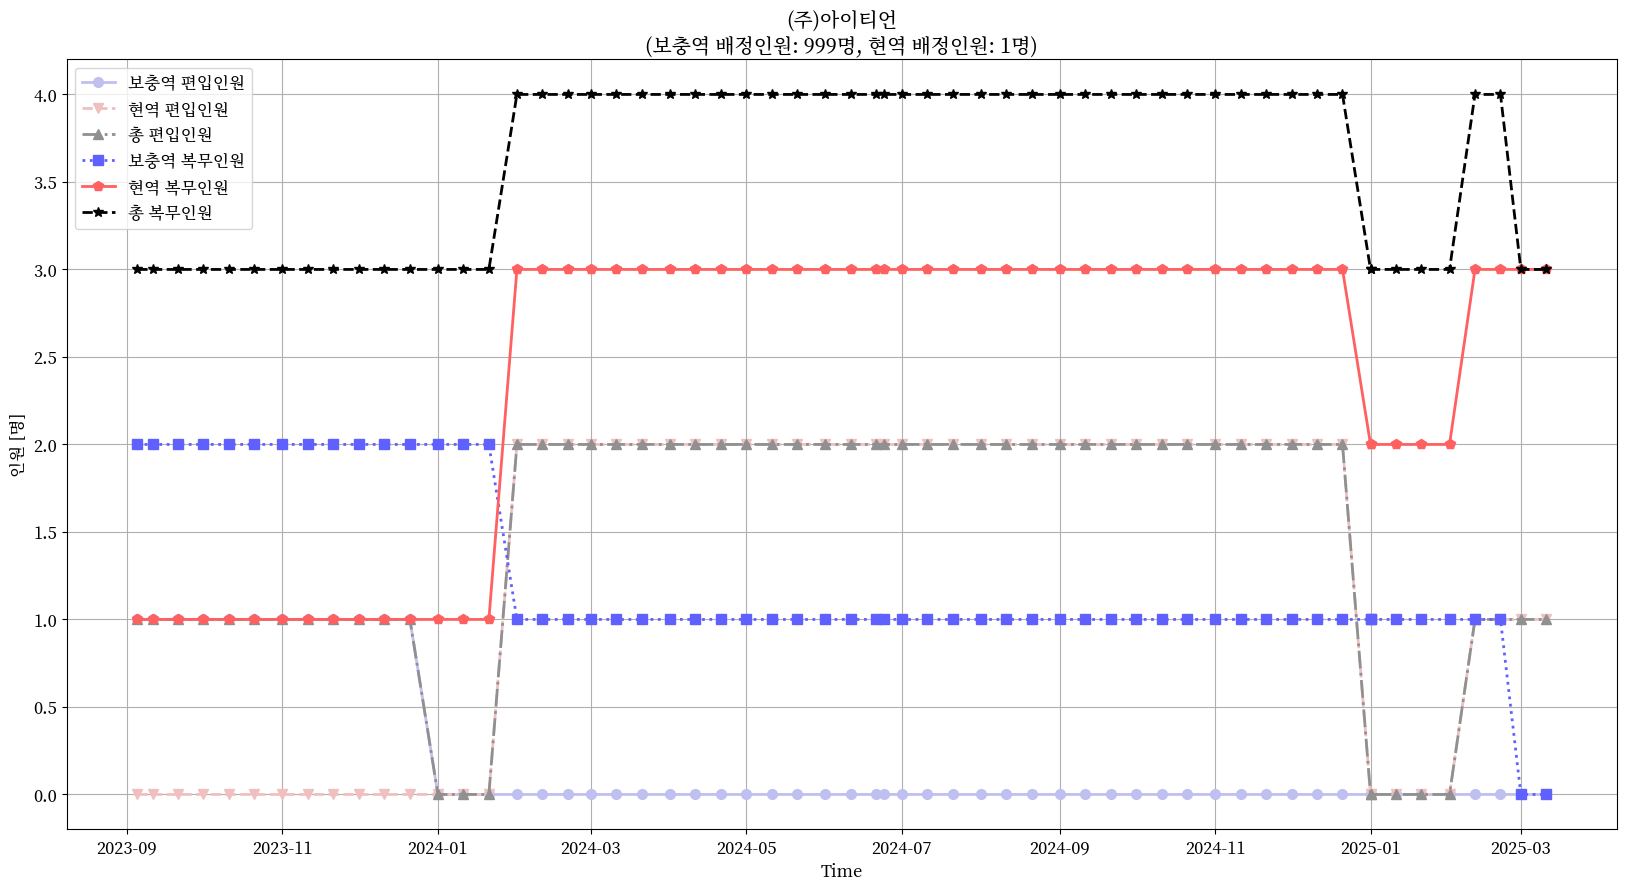 (주)아이티언
(보충역 배정인원: 999명, 현역 배정인원: 1명)
보충역 편입인원
현역 편입인원
총 편입인원
보충역 복무인원
현역 복무인원
총 복무인원
4.0
3.5
3.0
2.5
2.0
1.5
1.0
0.5
0.0
인원 [명]
2023-09 2023-11 2024-01 2024-03 2024-05 2024-07 2024-09 2024-11 2025-01 2025-03
Time